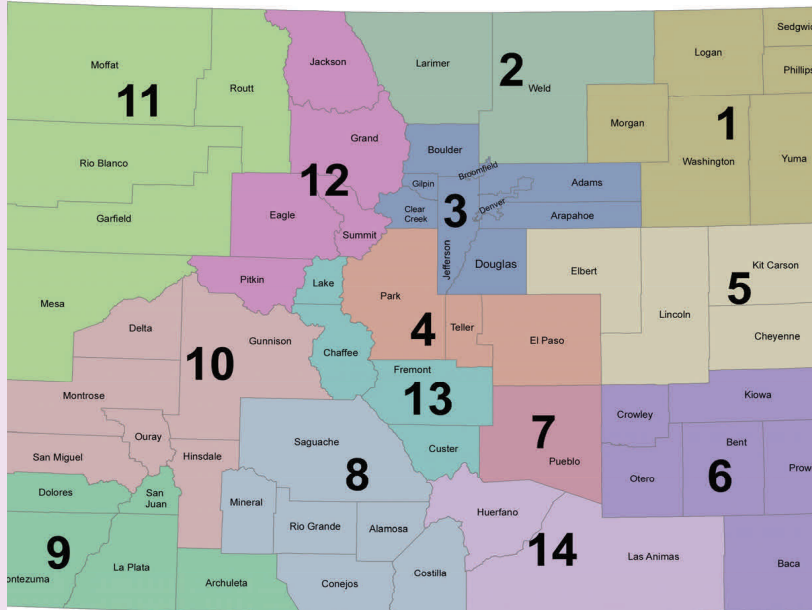 Sedgwi
Jackson
Logan
Larimer
2
Moffat
Phillips
Routt
Weld
11
Morgan
1
Grand
Boulder
Washington
Yuma
Rio Blanco
Broomfield
12
Gilpin
Adams
Denver
Garfield
Eagle
Clear
Creek
3
Arapahoe
Summit
Jefferson
Douglas
Elbert
Kit Carson
Pitkin
Lake
5
Mesa
Park
Lincoln
Delta
4
Teller
Cheyenne
Gunnison
El Paso
Chaffee
10
Fremont
Montrose
13
Kiowa
Crowley
Ouray
7
Saguache
Bent
San Miguel
Hinsdale
Custer
Pueblo
8
Otero
6
Prow
Dolores
San
Juan
Mineral
Huerfano
Rio Grande
Alamosa
9
14
Las Animas
La Plata
Baca
ontezuma
Costilla
Archuleta
Conejos